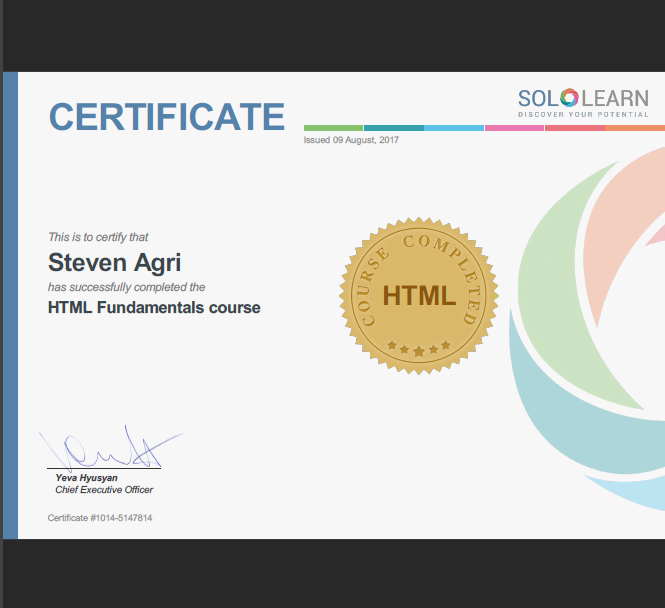 CERTIFICATE
SOLOLEARN
DISCOVER YOUR POTENTIAL
Issued 09 August, 2017
This is to certify that
Steven Agri
has successfully completed the
HTML Fundamentals course
COURSE COMPLETED
HTML
Yeva Hyusyan
Chief Executive Officer
Certificate #1014-5147814